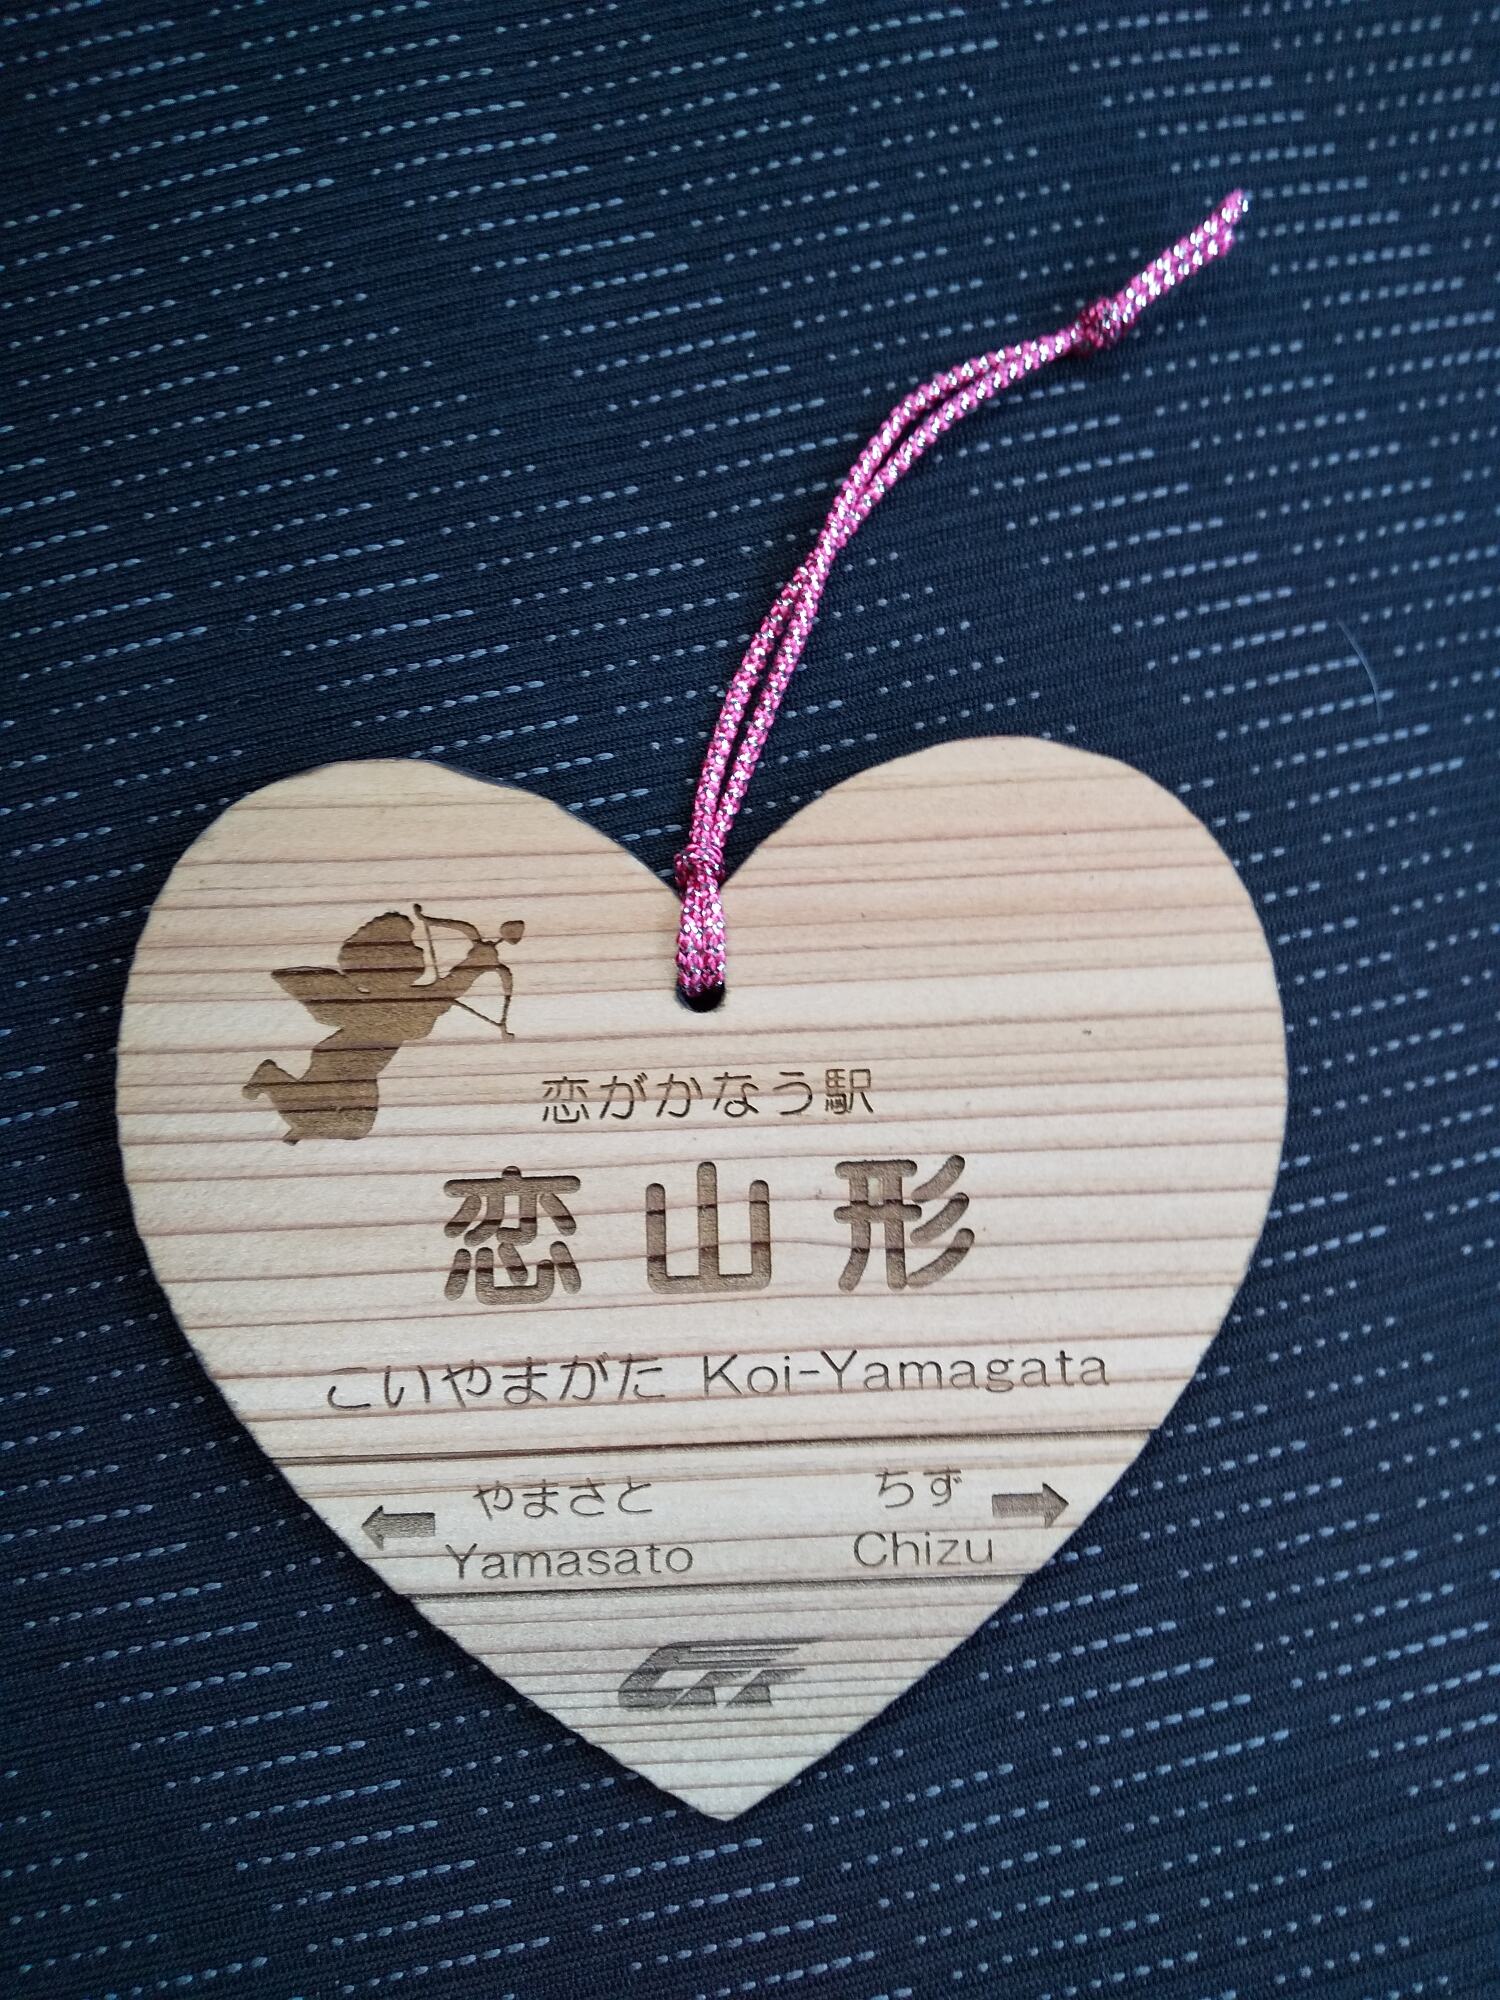 恋がかなう駅
恋山形
こいやまがた Koi-Yamagata
やまさと ちず
Yamasato Chizu